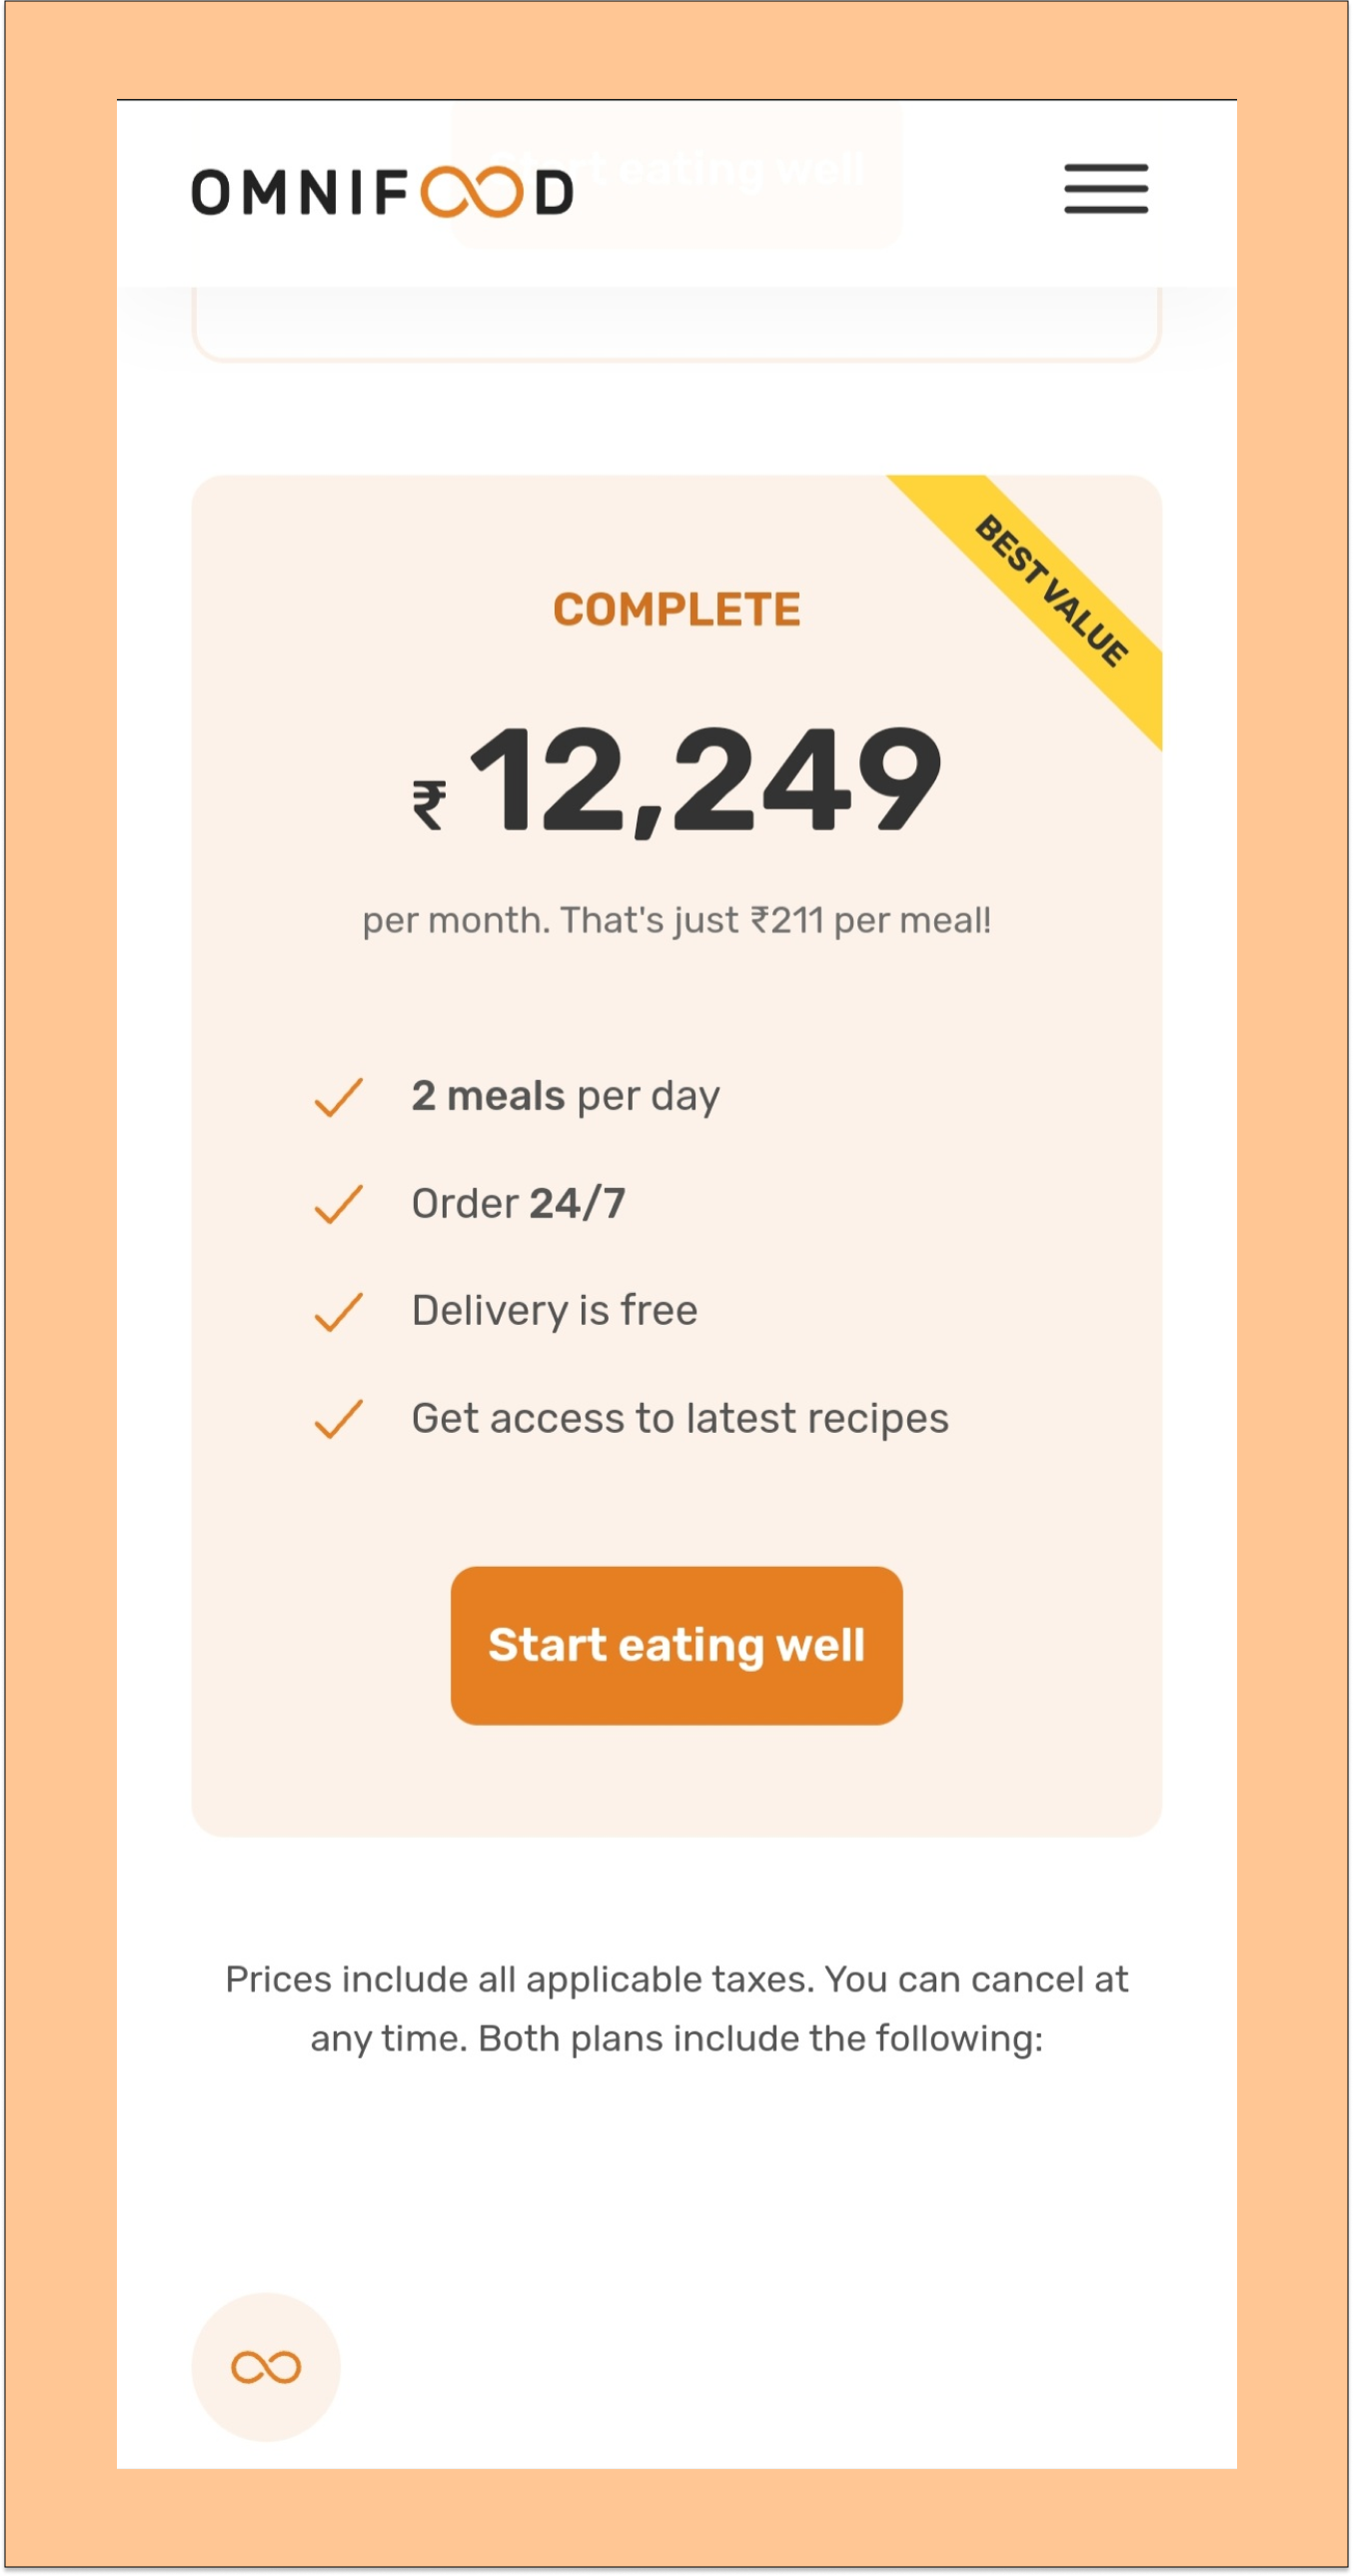 Start eating well
OMNIFOOD
BEST VALUE
COMPLETE
₹ 12,249
per month. That's just ₹211 per meal!
2 meals per day
Order 24/7
Delivery is free
Get access to latest recipes
Start eating well
Prices include all applicable taxes. You can cancel at
any time. Both plans include the following: